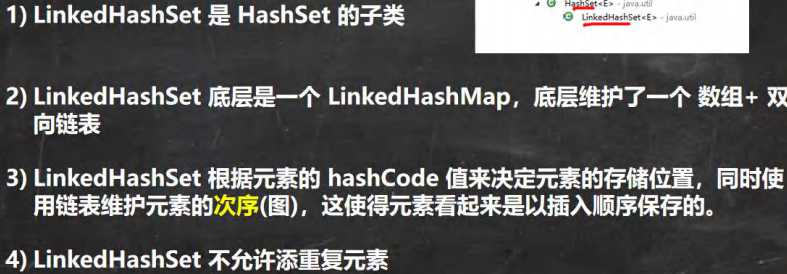 HashSet<E> - java.util
LinkedHashSet<E> - java.util
1) LinkedHashSet 是 HashSet 的子类
2) LinkedHashSet 底层是一个 LinkedHashMap，底层维护了一个 数组+ 双
向链表
3) LinkedHashSet 根据元素的 hashCode 值来决定元素的存储位置，同时使
用链表维护元素的次序(图)，这使得元素看起来是以插入顺序保存的。
4) LinkedHashSet 不允许添重复元素